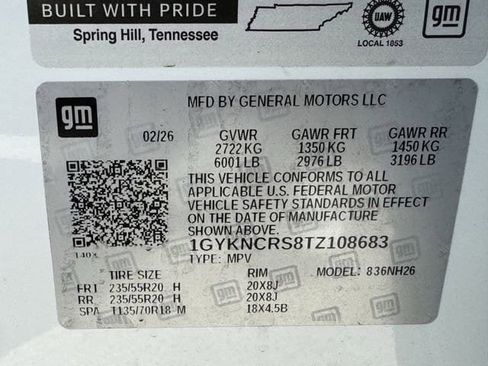 BUILT WITH PRIDE
Spring Hill, Tennessee
UAW
LOCAL 1853
gm
gm
MFD BY GENERAL MOTORS LLC
02/26 GVWR GAWR FRT GAWR RR
2722 KG 1350 KG 1450 KG
6001 LB 2976 LB 3196 LB
THIS VEHICLE CONFORMS TO ALL
APPLICABLE U.S. FEDERAL MOTOR
VEHICLE SAFETY STANDARDS IN EFFECT
ON THE DATE OF MANUFACTURE
SHOWN ABOVE.
1GYKNCRS8TZ108683
TYPE: MPV MODEL: 836NH26
TIRE SIZE RIM
FRT 235/55R20 H 20X8J
RR 235/55R20 H 20X8J
SPA T135/70R18 M 18X4.5B